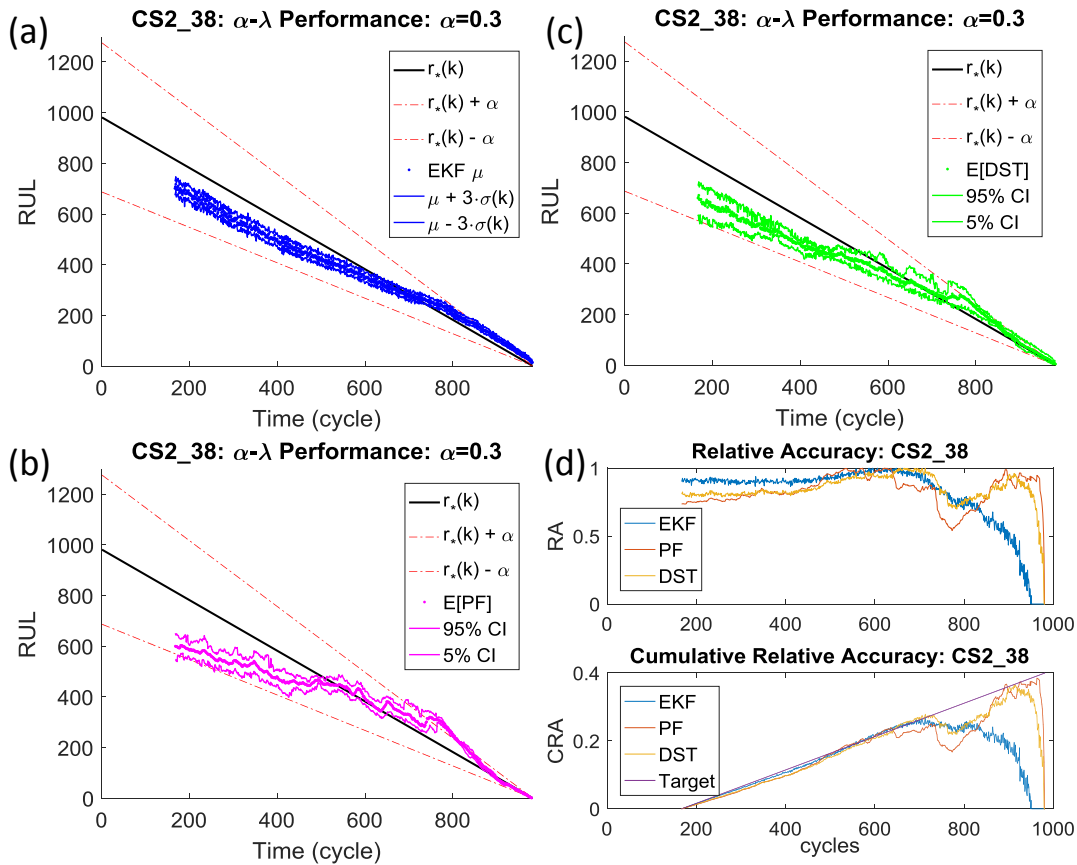 (a)
CS2_38: α-λ Performance: α=0.3
RUL
1200
1000
800
600
400
200
0
r*(k)
r*(k) + α
r*(k) - α
EKF μ
μ + 3·σ(k)
μ - 3·σ(k)
0 200 400 600 800
Time (cycle)
(c)
CS2_38: α-λ Performance: α=0.3
RUL
1200
1000
800
600
400
200
0
r*(k)
r*(k) + α
r*(k) - α
E[DST]
95% CI
5% CI
0 200 400 600 800
Time (cycle)
(b)
CS2_38: α-λ Performance: α=0.3
RUL
1200
1000
800
600
400
200
0
r*(k)
r*(k) + α
r*(k) - α
E[PF]
95% CI
5% CI
0 200 400 600 800
Time (cycle)
(d)
Relative Accuracy: CS2_38
RA
1
0.5
0
EKF
PF
DST
0 200 400 600 800 1000
Cumulative Relative Accuracy: CS2_38
CRA
0.4
0.2
0
EKF
PF
DST
Target
0 200 400 600 800 1000
cycles